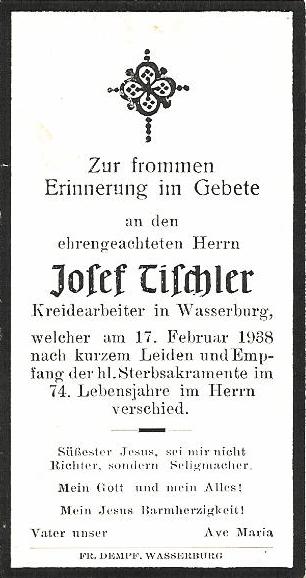 Zur frommen
Erinnerung im Gebete
an den
ehrengeachteten Herrn
Josef Tischler
Kreidearbeiter in Wasserburg,
welcher am 17. Februar 1938
nach kurzem Leiden und Emp-
fang der hl. Sterbsakramente im
74. Lebensjahre im Herrn
verschied.
Süßester Jesus, sei mir nicht
Richter, sondern Seligmacher.
Mein Gott und mein Alles!
Mein Jesus Barmherzigkeit!
Vater unser Ave Maria
FR. DEMPF, WASSERBURG